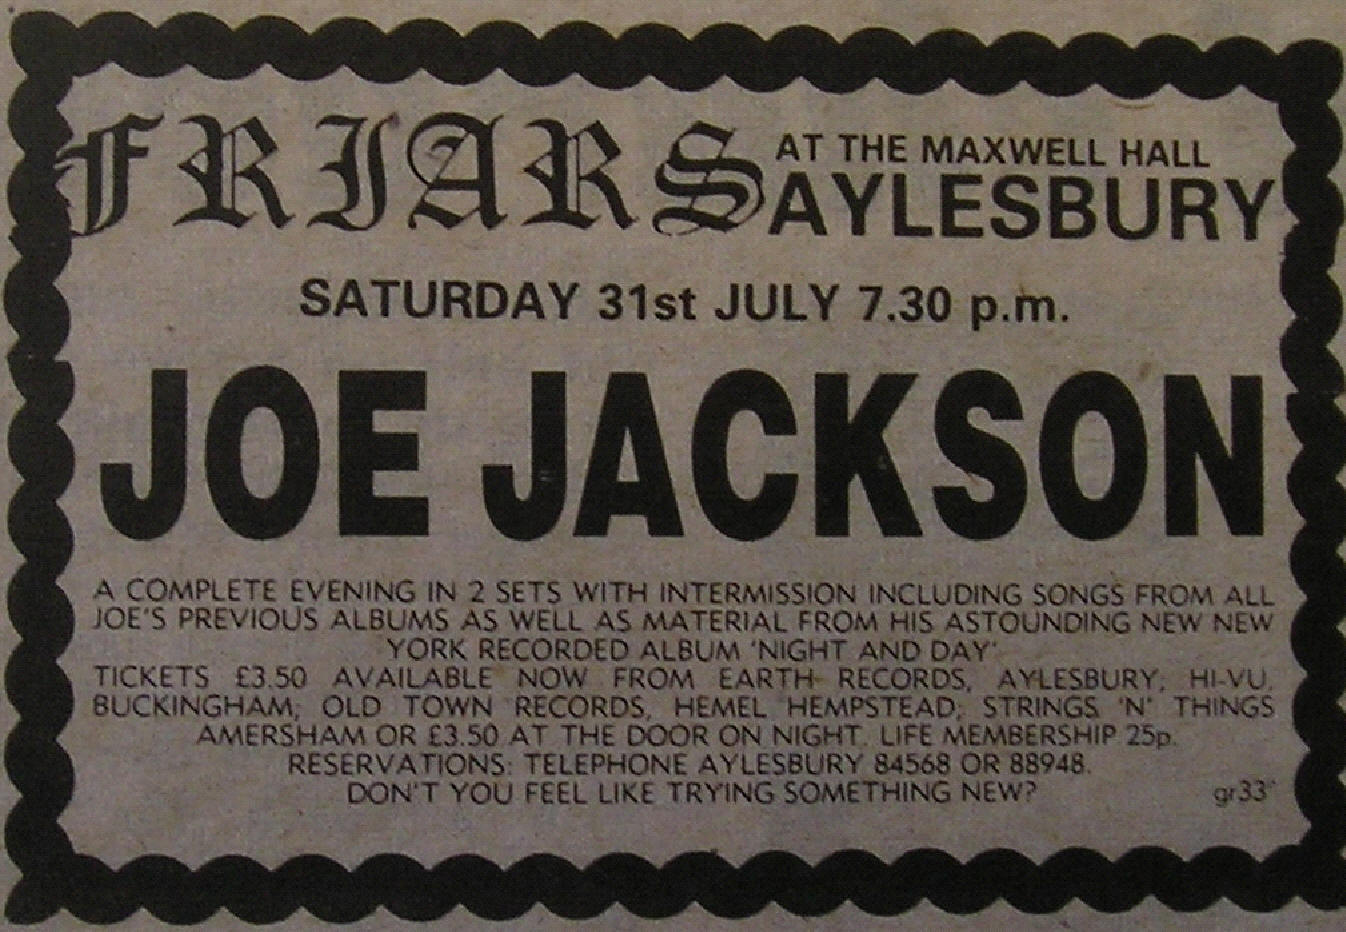 FRIARS AT THE MAXWELL HALL
AYLESBURY
SATURDAY 31st JULY 7.30 p.m.
JOE JACKSON
A COMPLETE EVENING IN 2 SETS WITH INTERMISSION INCLUDING SONGS FROM ALL
JOE'S PREVIOUS ALBUMS AS WELL AS MATERIAL FROM HIS ASTOUNDING NEW NEW
YORK RECORDED ALBUM 'NIGHT AND DAY'
TICKETS £3.50 AVAILABLE NOW FROM EARTH RECORDS, AYLESBURY; HI-VU,
BUCKINGHAM; OLD TOWN RECORDS, HEMEL HEMPSTEAD; STRINGS 'N' THINGS
AMERSHAM OR £3.50 AT THE DOOR ON NIGHT. LIFE MEMBERSHIP 25p.
RESERVATIONS: TELEPHONE AYLESBURY 84568 OR 88948.
DON'T YOU FEEL LIKE TRYING SOMETHING NEW? gr33'